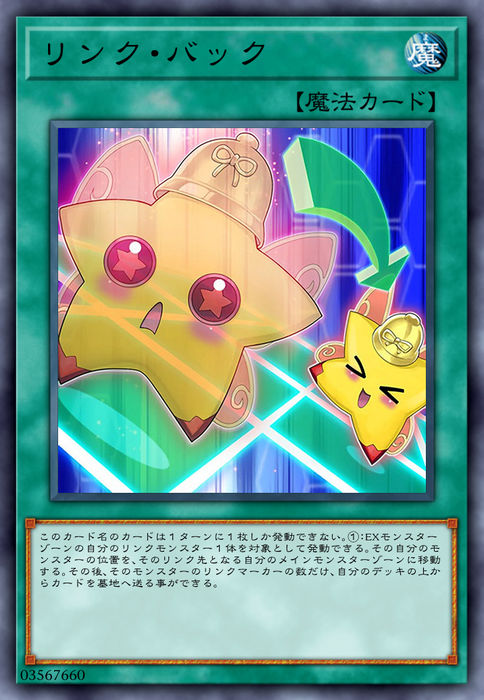 リンク・バック
魔
【魔法カード】
このカード名のカードは1ターンに1枚しか発動できない。①:EXモンスター
ゾーンの自分のリンクモンスター1体を対象として発動できる。その自分のモ
ンスターの位置を、そのリンク先となる自分のメインモンスターゾーンに移動
する。その後、そのモンスターのリンクマーカーの数だけ、自分のデッキの上か
らカードを墓地へ送る事ができる。
03567660